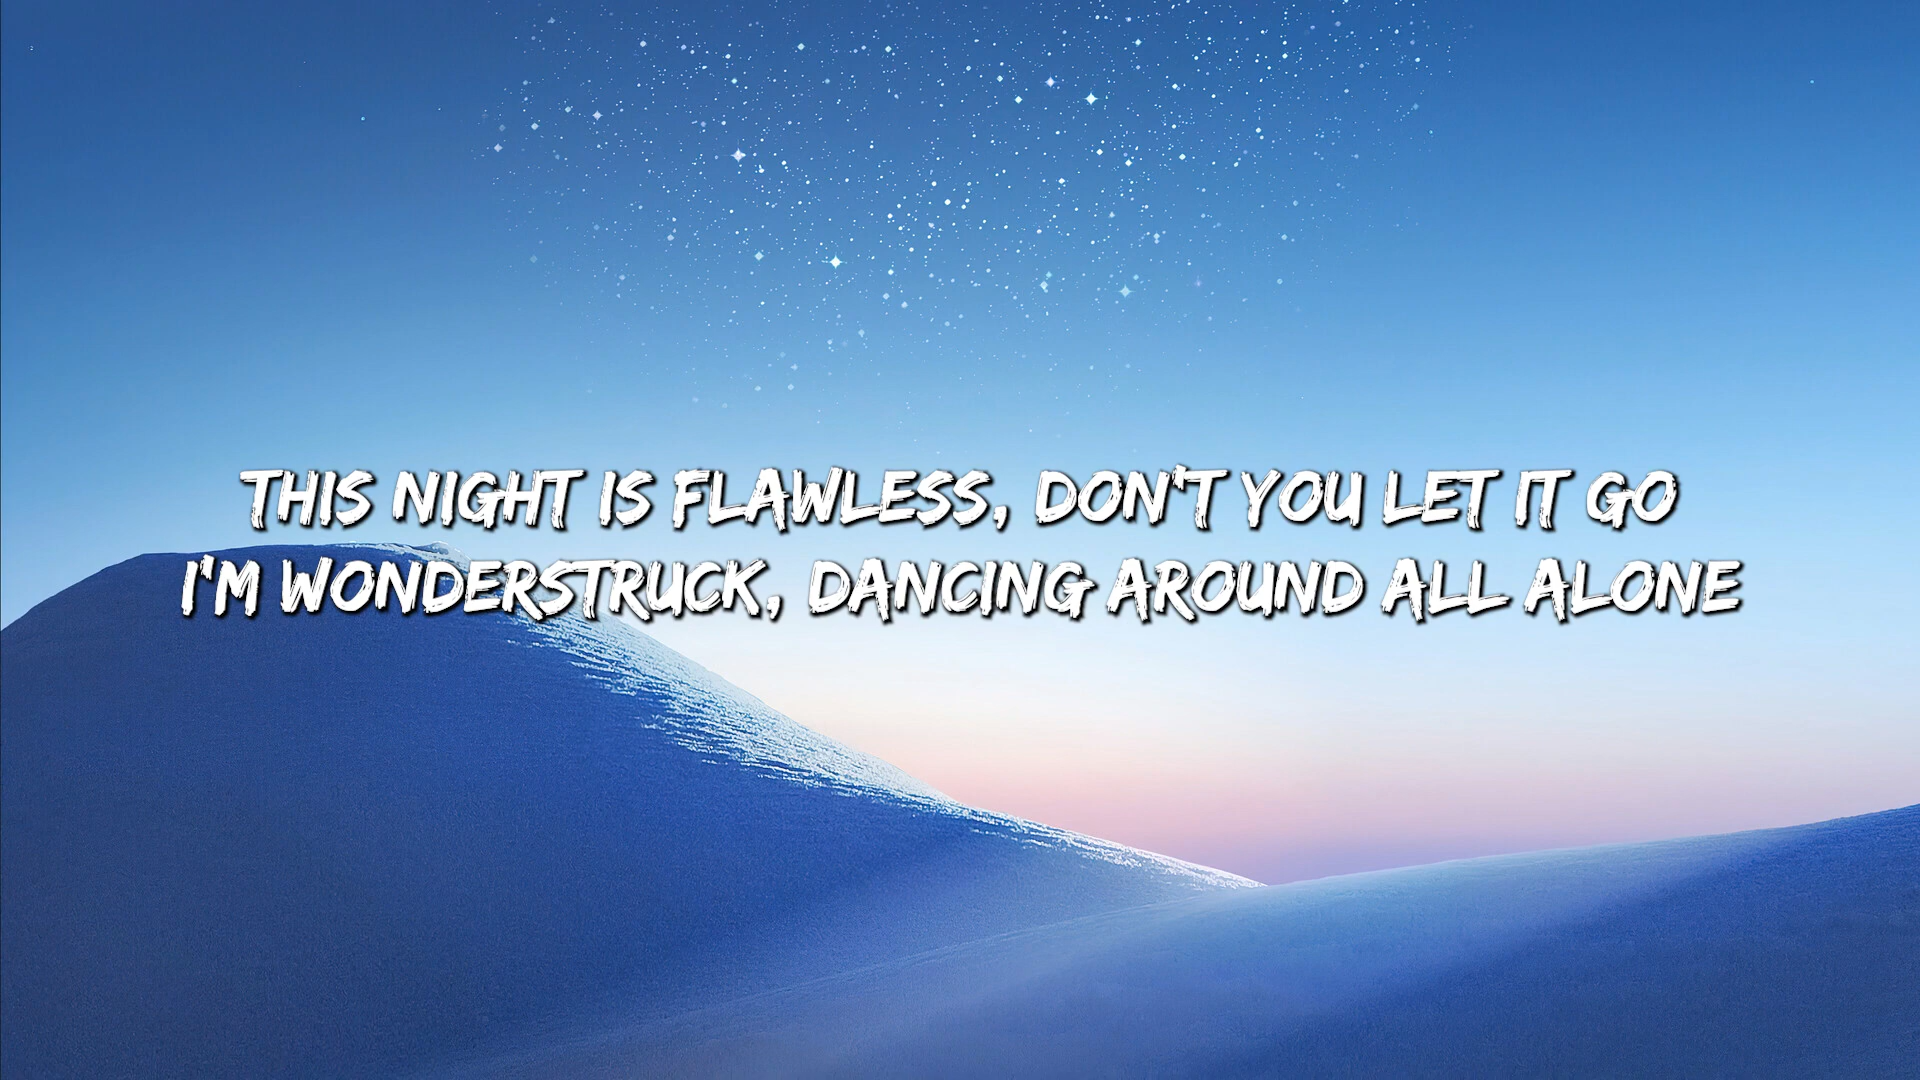 THIS NIGHT IS FLAWLESS, DON'T YOU LET IT GO
I'M WONDERSTRUCK, DANCING AROUND ALL ALONE